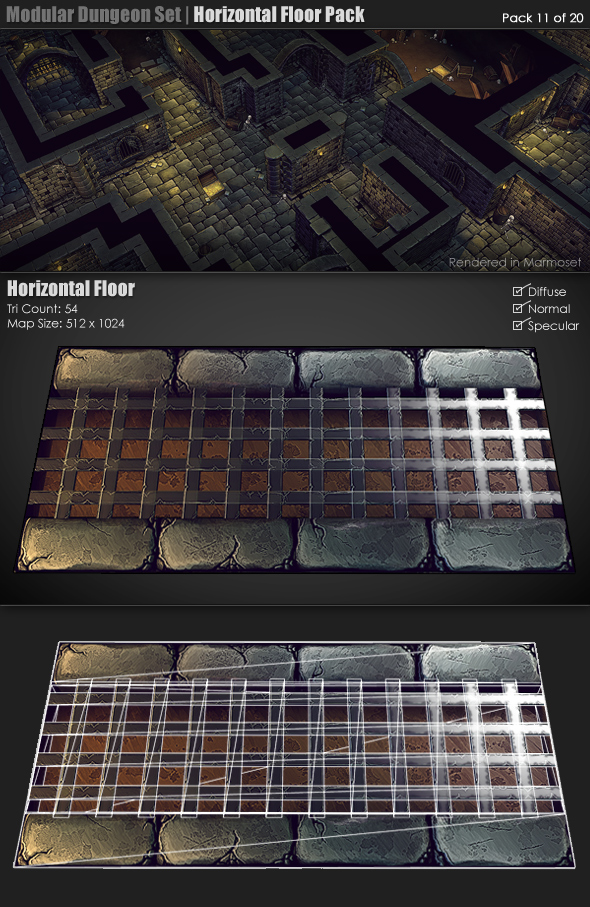 Modular Dungeon Set | Horizontal Floor Pack
Pack 11 of 20
Rendered in Marmoset
Horizontal Floor
Tri Count: 54
Map Size: 512 x 1024
Diffuse
Normal
Specular